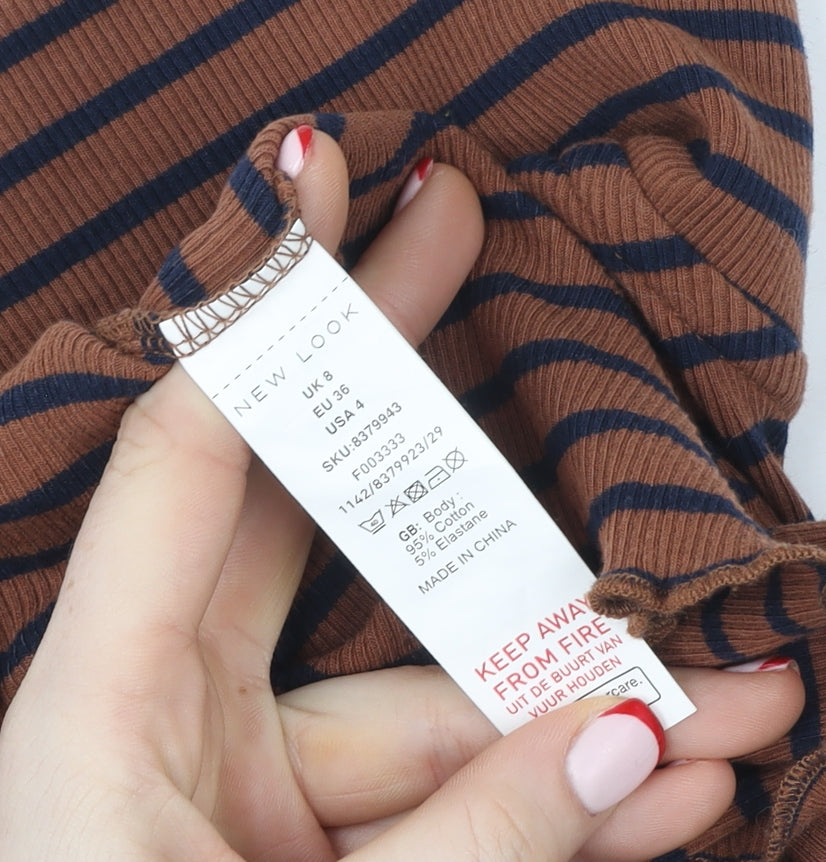 NEW LOOK
UK 8
EU 36
USA 4
SKU:8379943
F003333
1142/8379923/29
40
GB: Body:
95% Cotton
5% Elastane
MADE IN CHINA
KEEP AWAY
FROM FIRE
UIT DE BUURT VAN
VUUR HOUDEN